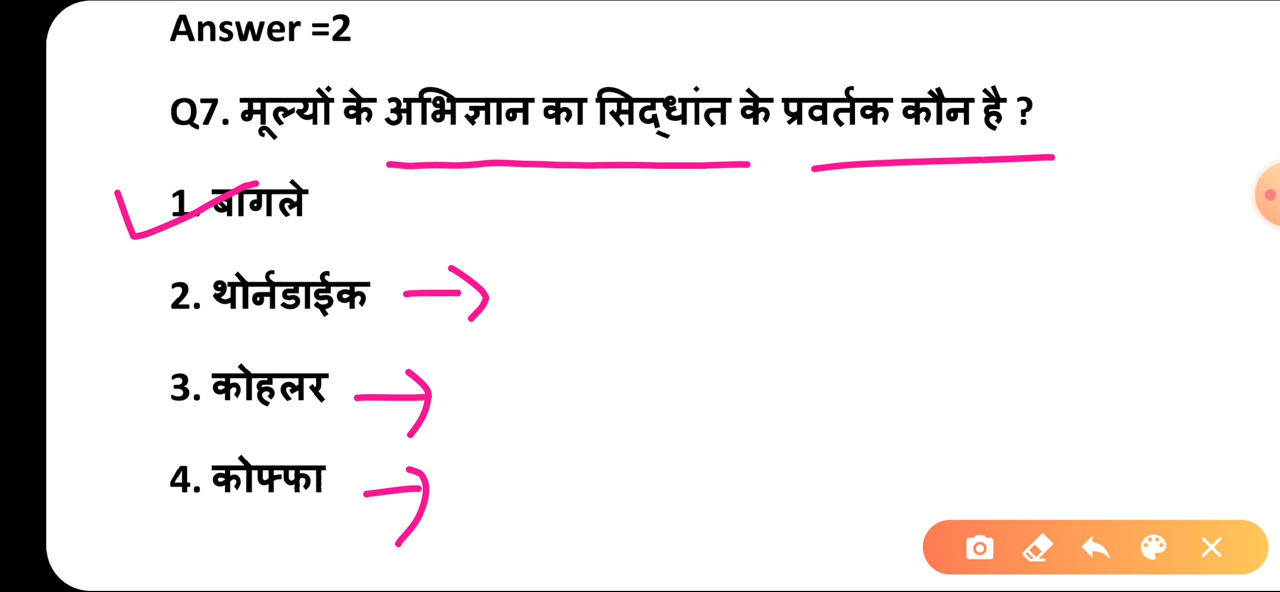 Answer =2
Q7. मूल्यों के अभिज्ञान का सिद्धांत के प्रवर्तक कौन है ?
1. बागले
2. थोर्नडाईक
3. कोहलर
4. कोफ्फा